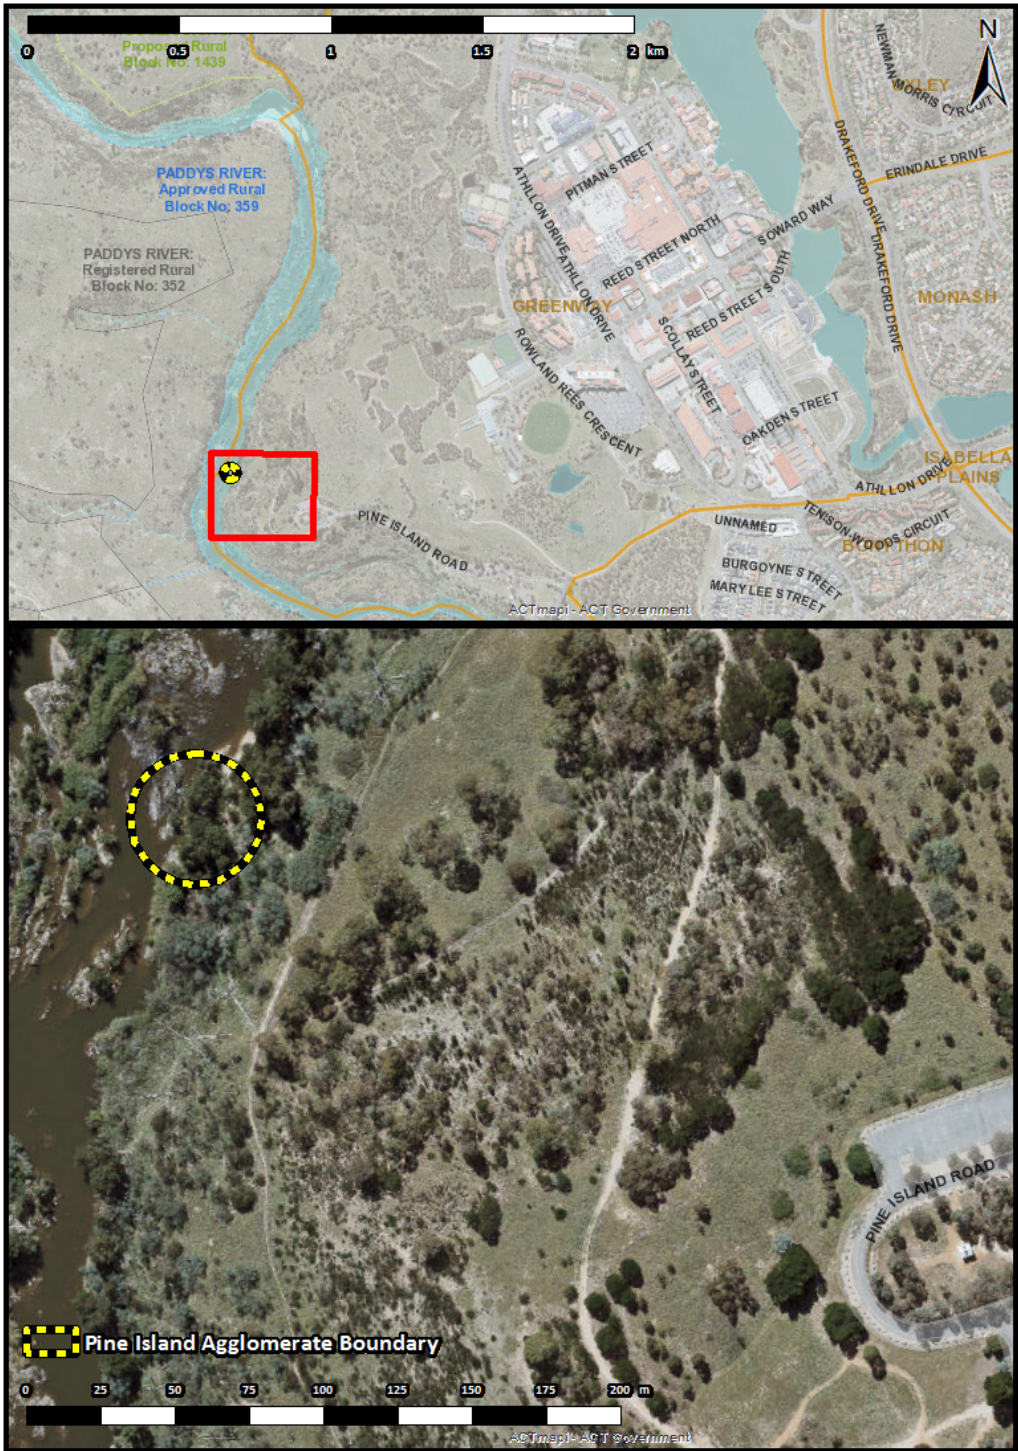 0
0.5
1
1.5
2 km
N
Proposed Rural
Block No: 1439
PADDYS RIVER:
Approved Rural
Block No: 359
PADDYS RIVER:
Registered Rural
Block No: 352
NEWMAN MORRIS CIRCUIT
DRAKEFORD DRIVE
ERINDALE DRIVE
PITMAN STREET
ATHLLON DRIVE
ATHLLON DRIVE
SOWARD WAY
REED STREET NORTH
DRAKEFORD DRIVE
MONASH
GREENWAY
REED STREET SOUTH
SCOLLAY STREET
ROWLAND REES CRESCENT
OAKDEN STREET
ISABELLA
PLAINS
ATHLLON DRIVE
PINE ISLAND ROAD
UNNAMED
TENISON-WOODS CIRCUIT
BURGOYNE STREET
MARY LEE STREET
ACTmapi - ACT Government
PINE ISLAND ROAD
Pine Island Agglomerate Boundary
0
25
50
75
100
125
150
175
200 m
ACTmapi - ACT Government